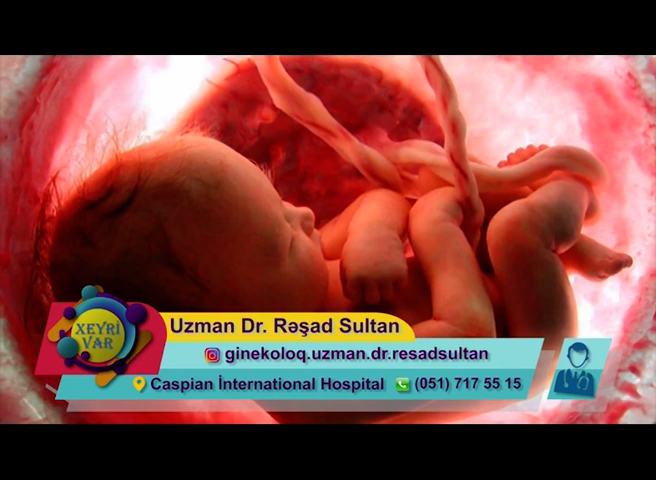 XEYRİ
VAR
Uzman Dr. Rəşad Sultan
ginekoloq.uzman.dr.resadsultan
Caspian İnternational Hospital (051) 717 55 15